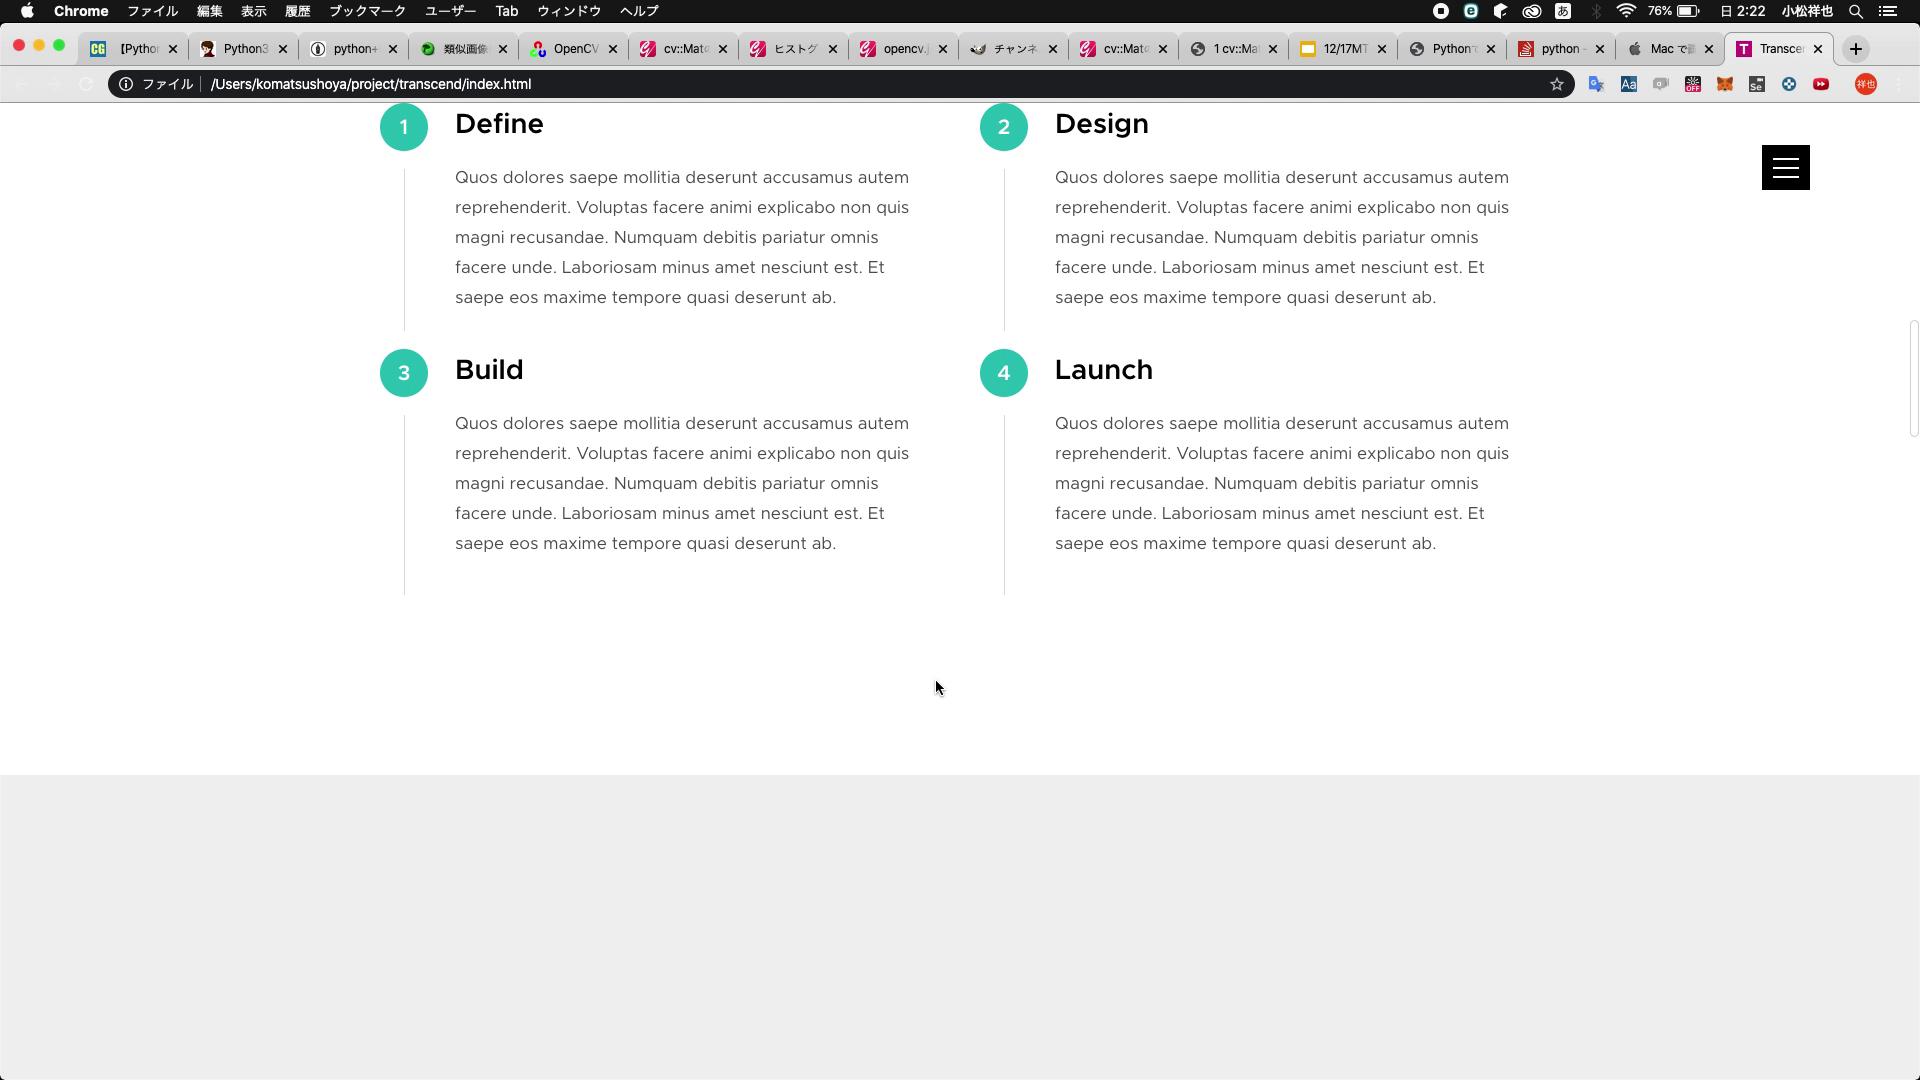 Chrome ファイル 編集 表示 履歴 ブックマーク ユーザー Tab ウィンドウ ヘルプ 76% 日 2:22 小松祥也
Python3 python+ 類似画像 OpenCV ヒストグ opencv. チャンネ 12/17MT Python python Mac で
ファイル /Users/komatsushoya/project/transcend/index.html
1 Define
Quos dolores saepe mollitia deserunt accusamus autem
reprehenderit. Voluptas facere animi explicabo non quis
magni recusandae. Numquam debitis pariatur omnis
facere unde. Laboriosam minus amet nesciunt est. Et
saepe eos maxime tempore quasi deserunt ab.
2 Design
Quos dolores saepe mollitia deserunt accusamus autem
reprehenderit. Voluptas facere animi explicabo non quis
magni recusandae. Numquam debitis pariatur omnis
facere unde. Laboriosam minus amet nesciunt est. Et
saepe eos maxime tempore quasi deserunt ab.
3 Build
Quos dolores saepe mollitia deserunt accusamus autem
reprehenderit. Voluptas facere animi explicabo non quis
magni recusandae. Numquam debitis pariatur omnis
facere unde. Laboriosam minus amet nesciunt est. Et
saepe eos maxime tempore quasi deserunt ab.
4 Launch
Quos dolores saepe mollitia deserunt accusamus autem
reprehenderit. Voluptas facere animi explicabo non quis
magni recusandae. Numquam debitis pariatur omnis
facere unde. Laboriosam minus amet nesciunt est. Et
saepe eos maxime tempore quasi deserunt ab.